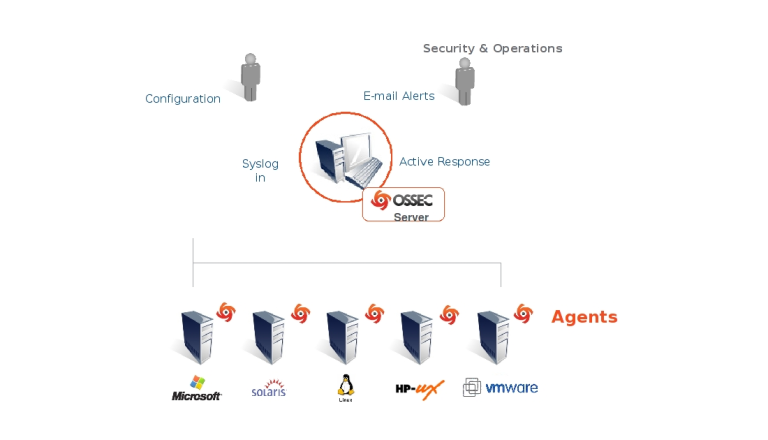 Security & Operations
Configuration
E-mail Alerts
Syslog
in
Active Response
OSSEC
Server
Agents
Microsoft
SOLARIS
Linux
HP-UX
vmware